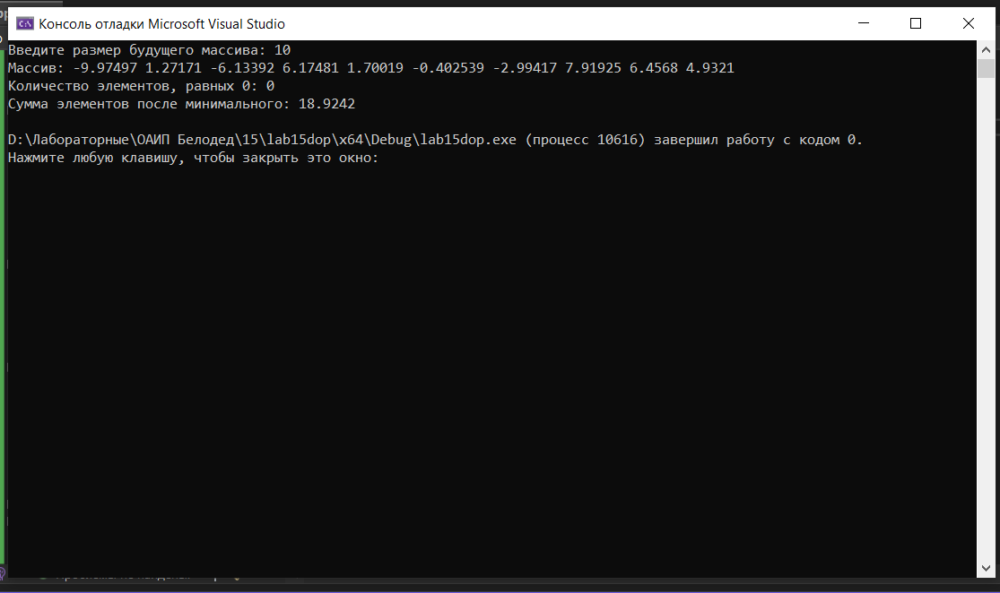 Консоль отладки Microsoft Visual Studio
Введите размер будущего массива: 10
Массив: -9.97497 1.27171 -6.13392 6.17481 1.70019 -0.402539 -2.99417 7.91925 6.4568 4.9321
Количество элементов, равных 0: 0
Сумма элементов после минимального: 18.9242
D:\Лабораторные\ОАИП Белодед\15\lab15dop\x64\Debug\lab15dop.exe (процесс 10616) завершил работу с кодом 0.
Нажмите любую клавишу, чтобы закрыть это окно: